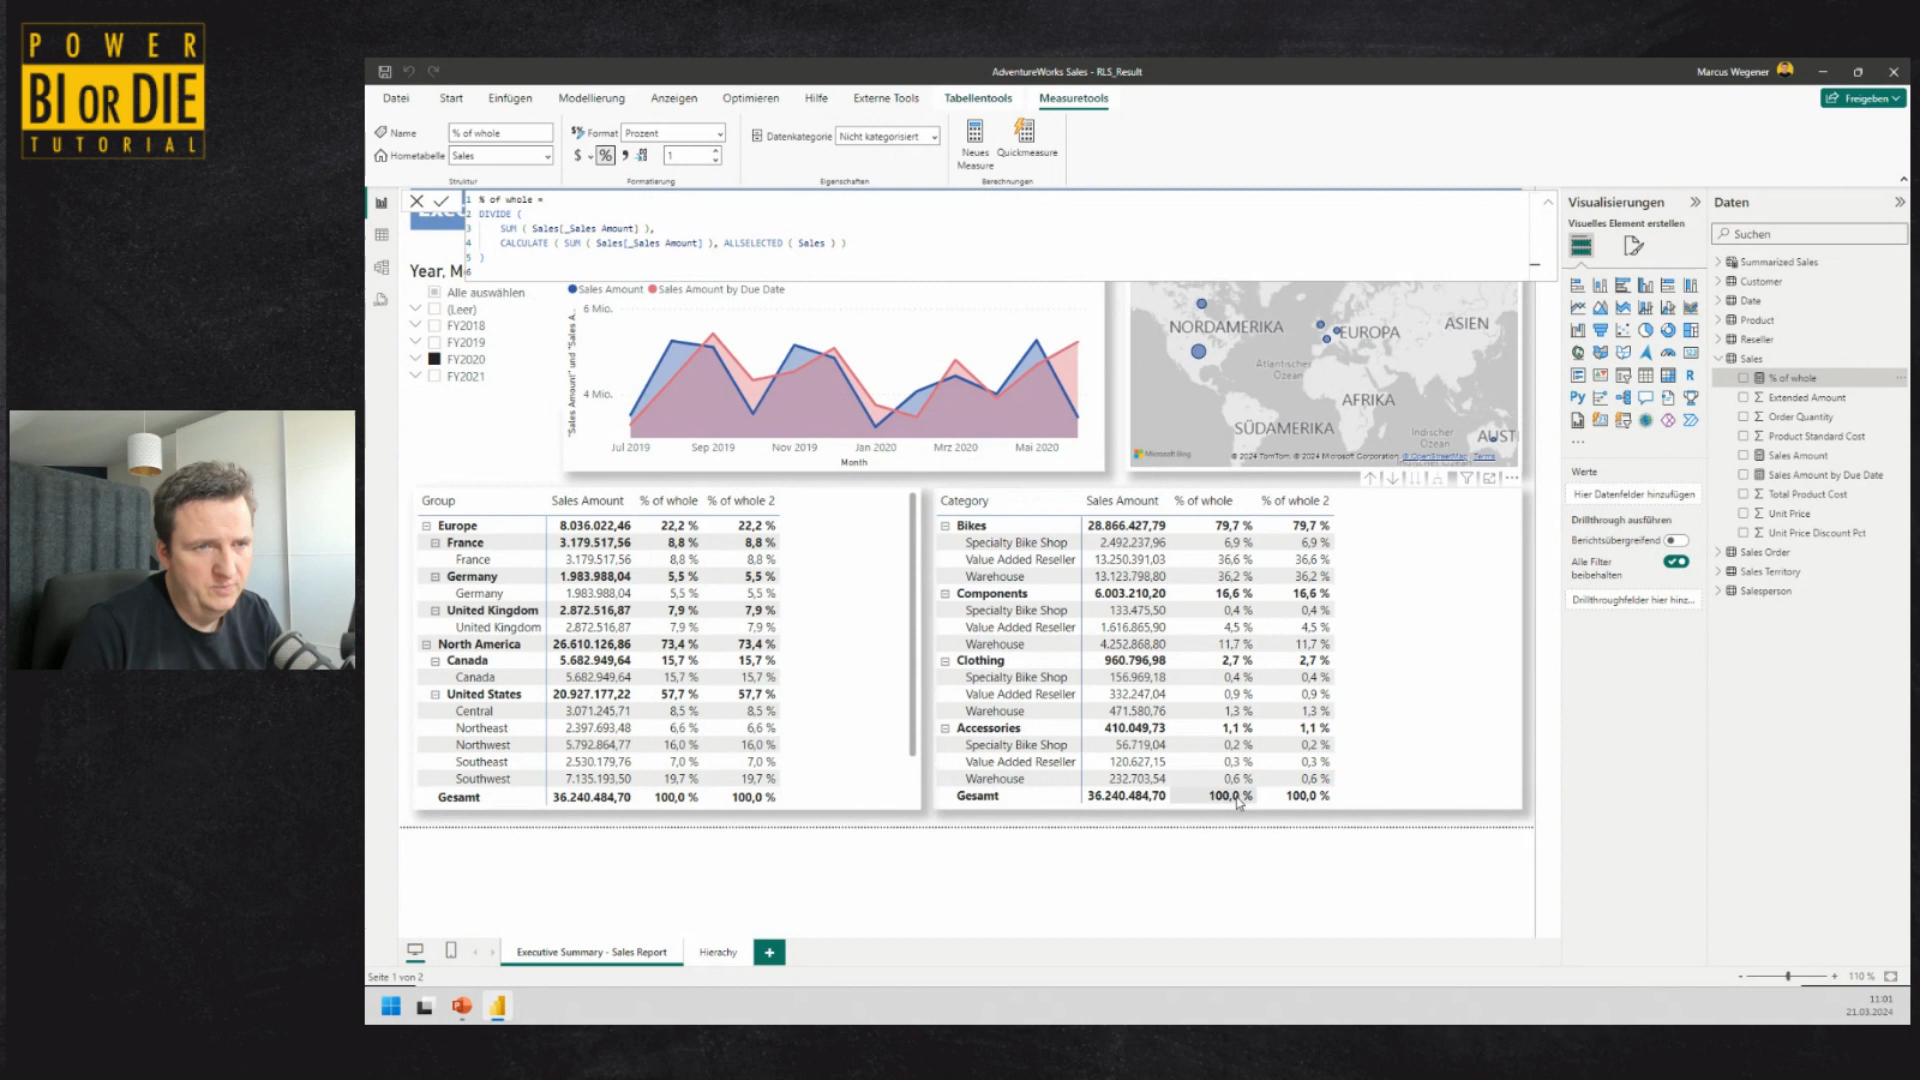 POWER
BI OR DIE
TUTORIAL
AdventureWorks Sales - RLS_Result
Marcus Wegener
Datei Start Einfügen Modellierung Anzeigen Optimieren Hilfe Externe Tools Tabellentools Measuretools
Freigeben
Name % of whole
Format Prozent
Datenkategorie Nicht kategorisiert
Hometabelle Sales
$ % 1
Neues Measure
Quickmeasure
Struktur
Formatierung
Eigenschaften
Berechnungen
1 % of whole =
2 DIVIDE (
3 SUM ( Sales[_Sales Amount] ),
4 CALCULATE ( SUM ( Sales[_Sales Amount] ), ALLSELECTED ( Sales ) )
5 )
6
Year, M
Alle auswählen
(Leer)
FY2018
FY2019
FY2020
FY2021
Sales Amount Sales Amount by Due Date
"Sales Amount" und "Sales A...
6 Mio.
4 Mio.
Jul 2019 Sep 2019 Nov 2019 Jan 2020 Mrz 2020 Mai 2020
Month
NORDAMERIKA
EUROPA
ASIEN
Atlantischer Ozean
AFRIKA
SÜDAMERIKA
Indischer Ozean
AUST
Microsoft Bing
© 2024 TomTom, © 2024 Microsoft Corporation, © OpenStreetMap Terms
Group Sales Amount % of whole % of whole 2
Europe 8.036.022,46 22,2 % 22,2 %
France 3.179.517,56 8,8 % 8,8 %
France 3.179.517,56 8,8 % 8,8 %
Germany 1.983.988,04 5,5 % 5,5 %
Germany 1.983.988,04 5,5 % 5,5 %
United Kingdom 2.872.516,87 7,9 % 7,9 %
United Kingdom 2.872.516,87 7,9 % 7,9 %
North America 26.610.126,86 73,4 % 73,4 %
Canada 5.682.949,64 15,7 % 15,7 %
Canada 5.682.949,64 15,7 % 15,7 %
United States 20.927.177,22 57,7 % 57,7 %
Central 3.071.245,71 8,5 % 8,5 %
Northeast 2.397.693,48 6,6 % 6,6 %
Northwest 5.792.864,77 16,0 % 16,0 %
Southeast 2.530.179,76 7,0 % 7,0 %
Southwest 7.135.193,50 19,7 % 19,7 %
Gesamt 36.240.484,70 100,0 % 100,0 %
Category Sales Amount % of whole % of whole 2
Bikes 28.866.427,79 79,7 % 79,7 %
Specialty Bike Shop 2.492.237,96 6,9 % 6,9 %
Value Added Reseller 13.250.391,03 36,6 % 36,6 %
Warehouse 13.123.798,80 36,2 % 36,2 %
Components 6.003.210,20 16,6 % 16,6 %
Specialty Bike Shop 133.475,50 0,4 % 0,4 %
Value Added Reseller 1.616.865,90 4,5 % 4,5 %
Warehouse 4.252.868,80 11,7 % 11,7 %
Clothing 960.796,98 2,7 % 2,7 %
Specialty Bike Shop 156.969,18 0,4 % 0,4 %
Value Added Reseller 332.247,04 0,9 % 0,9 %
Warehouse 471.580,76 1,3 % 1,3 %
Accessories 410.049,73 1,1 % 1,1 %
Specialty Bike Shop 56.719,04 0,2 % 0,2 %
Value Added Reseller 120.627,15 0,3 % 0,3 %
Warehouse 232.703,54 0,6 % 0,6 %
Gesamt 36.240.484,70 100,0 % 100,0 %
Visualisierungen
Visuelles Element erstellen
R
Py
Werte
Hier Datenfelder hinzufügen
Drillthrough ausführen
Berichtsübergreifend
Alle Filter beibehalten
Drillthroughfelder hier hinz...
Daten
Suchen
Summarized Sales
Customer
Date
Product
Reseller
Sales
% of whole
Extended Amount
Order Quantity
Product Standard Cost
Sales Amount
Sales Amount by Due Date
Total Product Cost
Unit Price
Unit Price Discount Pct
Sales Order
Sales Territory
Salesperson
Executive Summary - Sales Report
Hierachy
Seite 1 von 2
110 %
11:01
21.03.2024